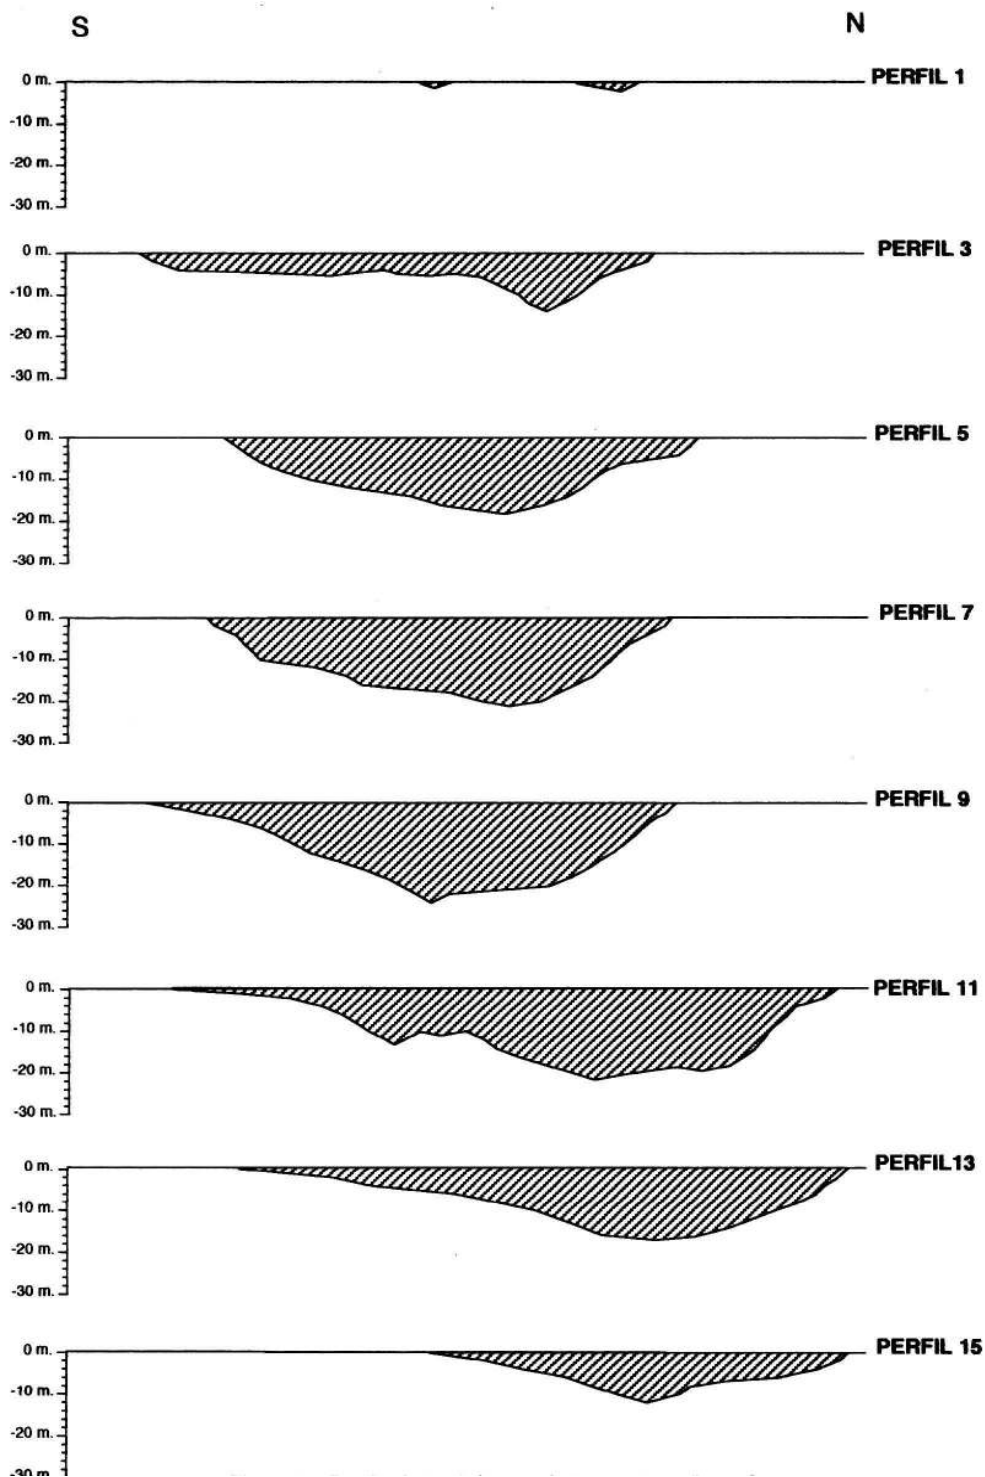 S N
0 m. PERFIL 1
-10 m.
-20 m.
-30 m.
0 m. PERFIL 3
-10 m.
-20 m.
-30 m.
0 m. PERFIL 5
-10 m.
-20 m.
-30 m.
0 m. PERFIL 7
-10 m.
-20 m.
-30 m.
0 m. PERFIL 9
-10 m.
-20 m.
-30 m.
0 m. PERFIL 11
-10 m.
-20 m.
-30 m.
0 m. PERFIL13
-10 m.
-20 m.
-30 m.
0 m. PERFIL 15
-10 m.
-20 m.
-30 m.